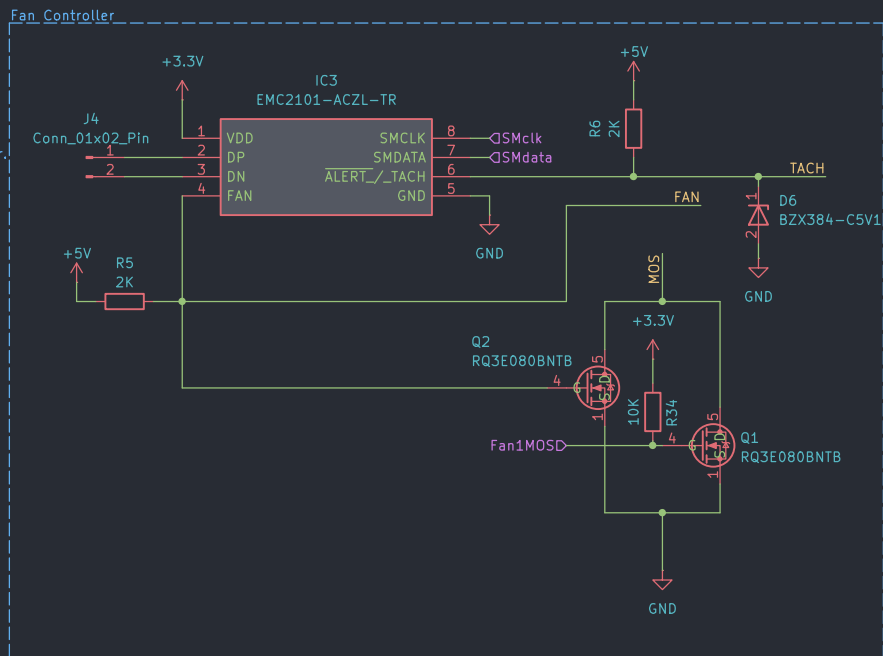 Fan Controller
+3.3V
IC3
EMC2101-ACZL-TR
J4
Conn_01x02_Pin
1
2
1
2
3
4
VDD
DP
DN
FAN
SMCLK
SMDATA
ALERT_/_TACH
GND
8
7
6
5
SMclk
SMdata
GND
+5V
R6
2K
TACH
FAN
1
2
D6
BZX384-C5V1
GND
+5V
R5
2K
MOS
+3.3V
Q2
RQ3E080BNTB
4
5
1
G
S
D
10K
R34
Fan1MOS
4
5
1
G
S
D
Q1
RQ3E080BNTB
GND